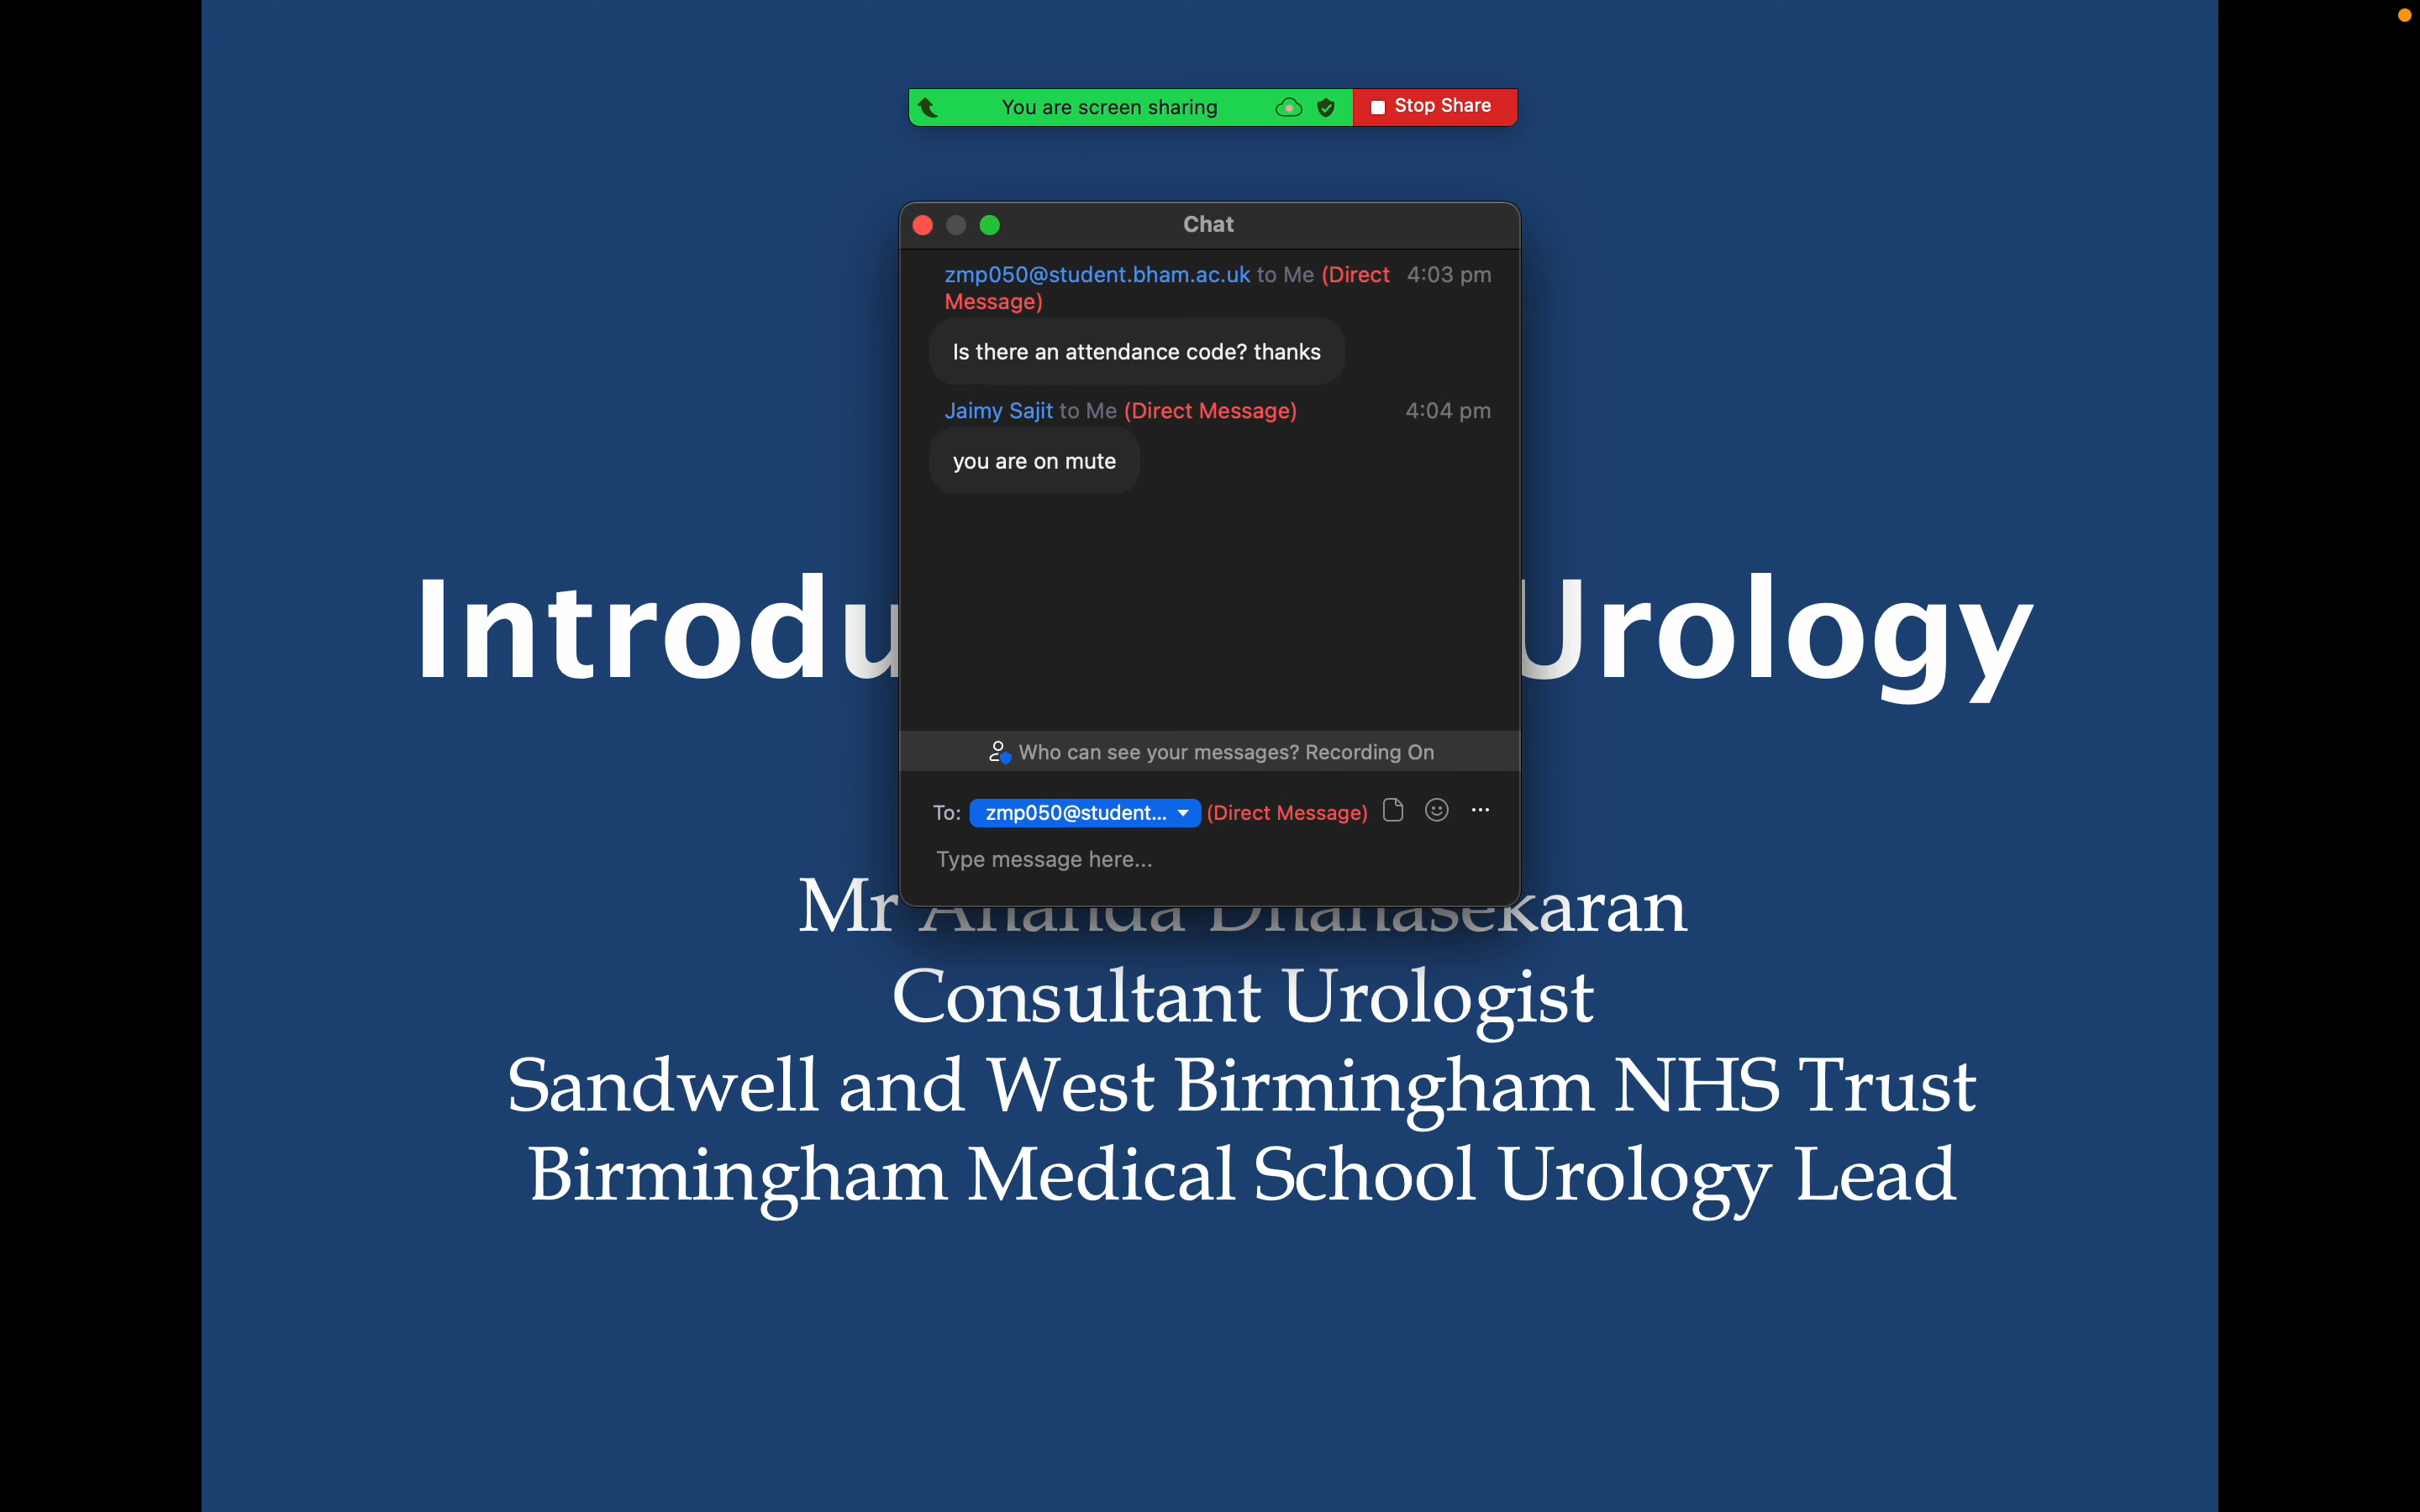 You are screen sharing
Stop Share
Chat
zmp050@student.bham.ac.uk to Me (Direct 4:03 pm
Message)
Is there an attendance code? thanks
Jaimy Sajit to Me (Direct Message) 4:04 pm
you are on mute
Introdu Urology
Who can see your messages? Recording On
To: zmp050@student... (Direct Message)
Type message here...
Mr Ananda Dhanasekaran
Consultant Urologist
Sandwell and West Birmingham NHS Trust
Birmingham Medical School Urology Lead